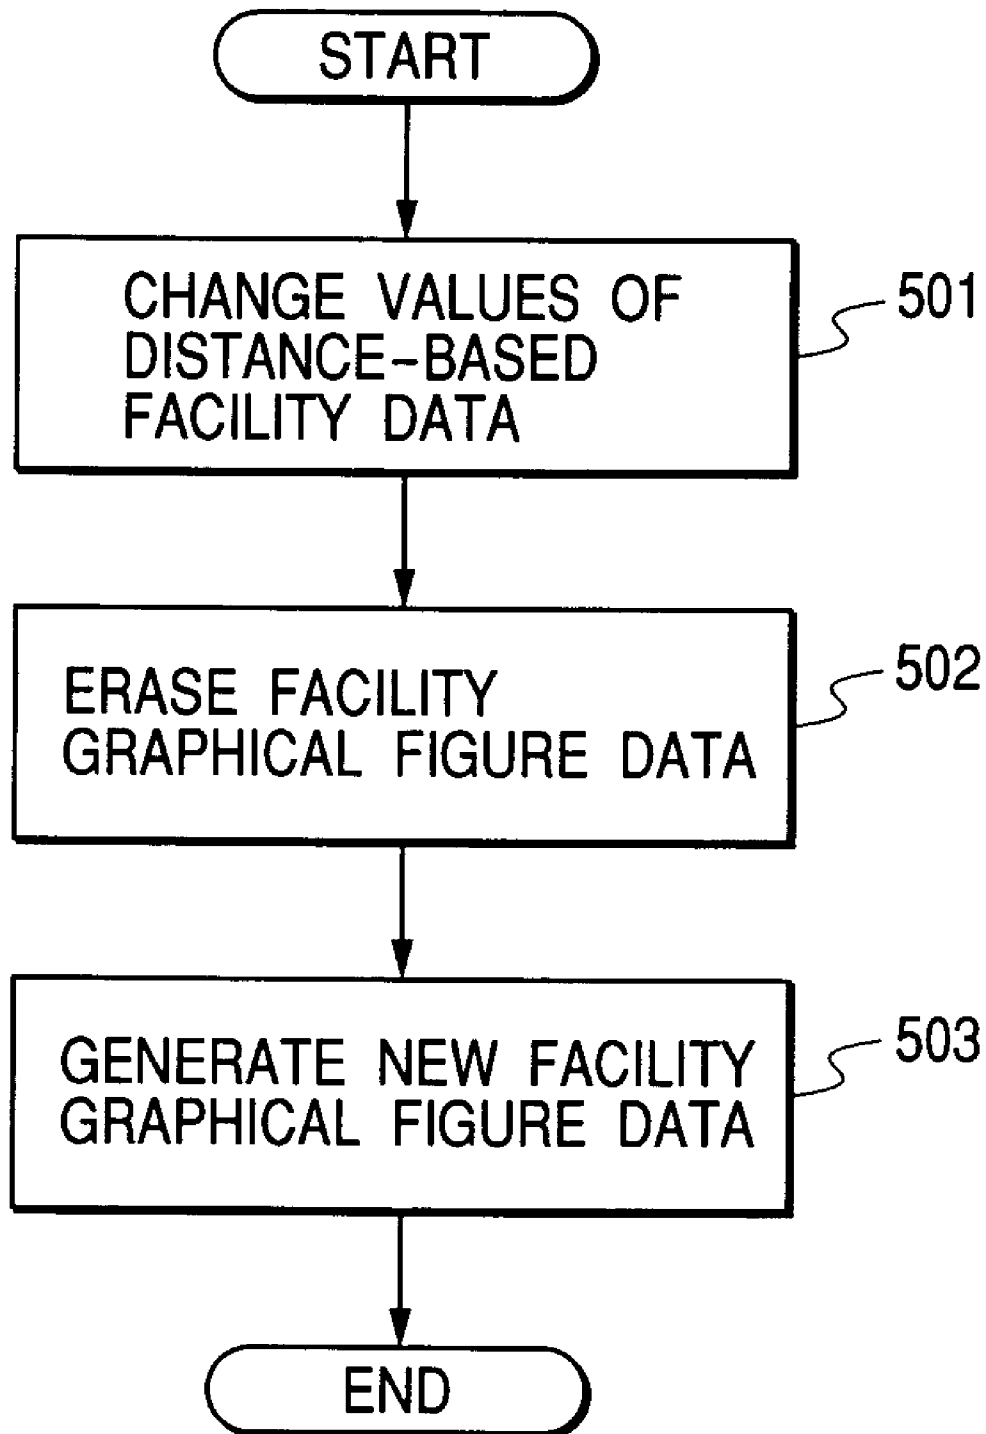 START
CHANGE VALUES OF
DISTANCE-BASED
FACILITY DATA
501
ERASE FACILITY
GRAPHICAL FIGURE DATA
502
GENERATE NEW FACILITY
GRAPHICAL FIGURE DATA
503
END